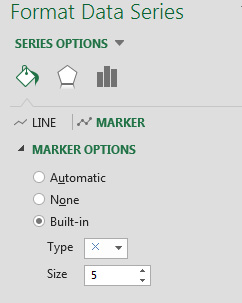 Format Data Series
SERIES OPTIONS
LINE MARKER
MARKER OPTIONS
Automatic
None
Built-in
Type
Size 5